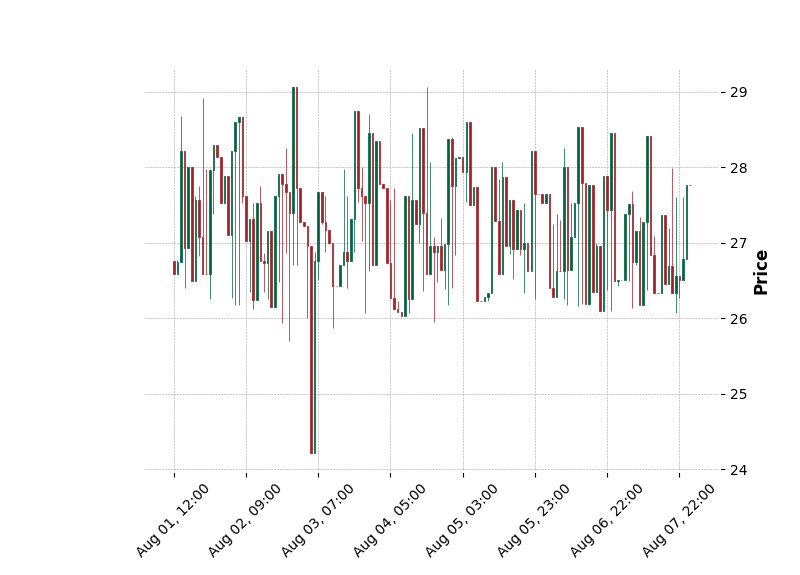 29
28
27
26
25
24
Price
Aug 01, 12:00
Aug 02, 09:00
Aug 03, 07:00
Aug 04, 05:00
Aug 05, 03:00
Aug 05, 23:00
Aug 06, 22:00
Aug 07, 22:00